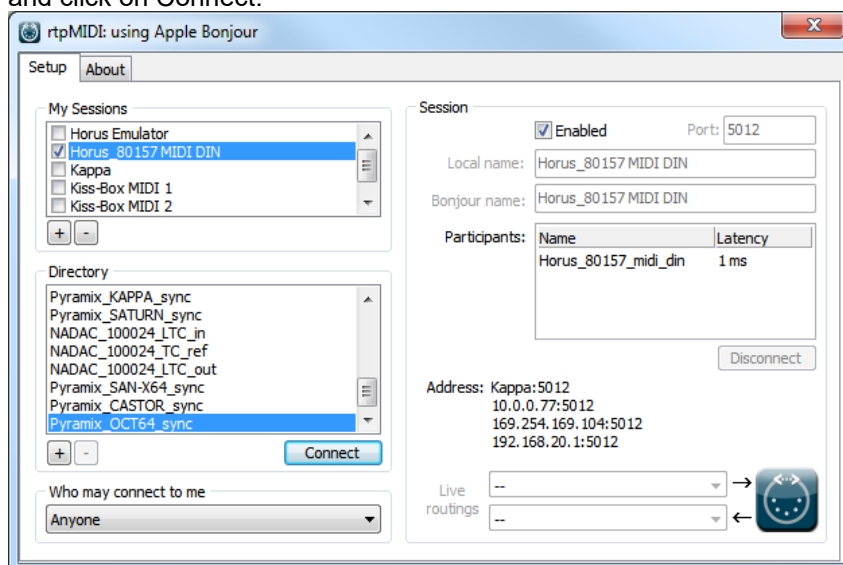 and click on Connect.
rtpMIDI: using Apple Bonjour
Setup
About
My Sessions
Horus Emulator
Horus_80157 MIDI DIN
Kappa
Kiss-Box MIDI 1
Kiss-Box MIDI 2
+ -
Directory
Pyramix_KAPPA_sync
Pyramix_SATURN_sync
NADAC_100024_LTC_in
NADAC_100024_TC_ref
NADAC_100024_LTC_out
Pyramix_SAN-X64_sync
Pyramix_CASTOR_sync
Pyramix_OCT64_sync
+ - Connect
Who may connect to me
Anyone
Session
Enabled Port: 5012
Local name: Horus_80157 MIDI DIN
Bonjour name: Horus_80157 MIDI DIN
Participants: Name Latency
Horus_80157_midi_din 1 ms
Disconnect
Address: Kappa:5012
10.0.0.77:5012
169.254.169.104:5012
192.168.20.1:5012
Live routings
--
--